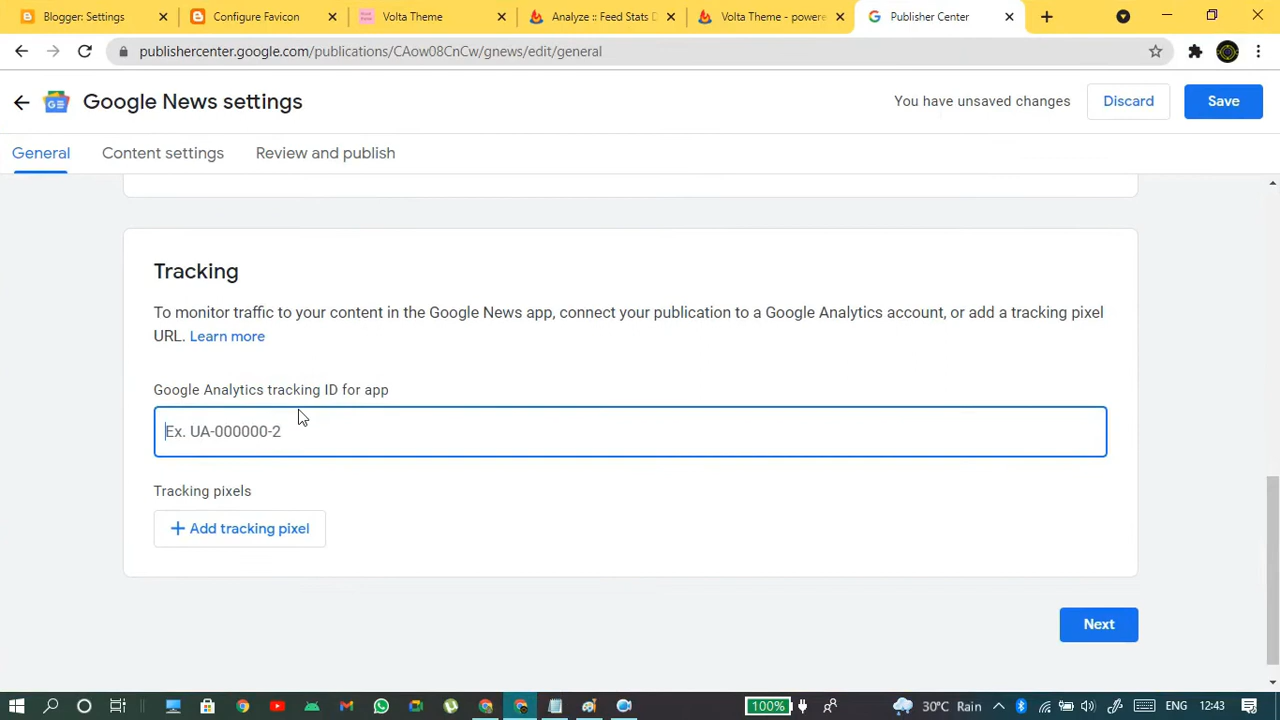 Blogger: Settings
Configure Favicon
Volta Theme
Analyze :: Feed Stats D
Volta Theme - powere
Publisher Center
publishercenter.google.com/publications/CAow08CnCw/gnews/edit/general
Google News settings
You have unsaved changes
Discard
Save
General
Content settings
Review and publish
Tracking
To monitor traffic to your content in the Google News app, connect your publication to a Google Analytics account, or add a tracking pixel
URL. Learn more
Google Analytics tracking ID for app
Ex. UA-000000-2
Tracking pixels
+ Add tracking pixel
Next
100%
30°C Rain
ENG
12:43